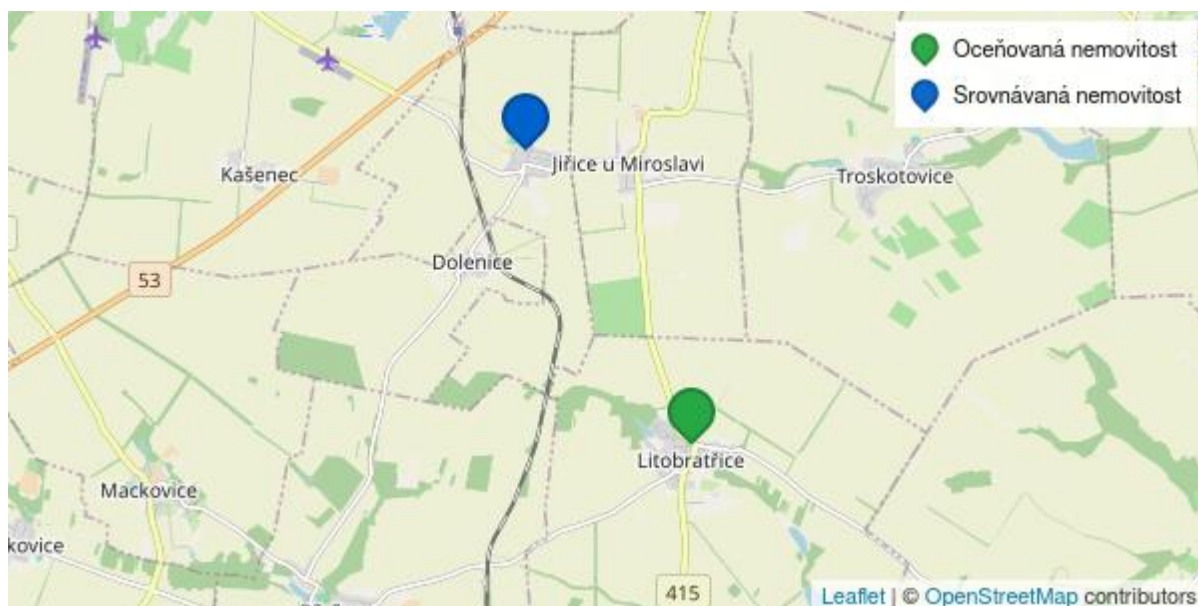 Oceňovaná nemovitost
Srovnávaná nemovitost
Jiřice u Miroslavi
Kašenec
Troskotovice
Dolenice
53
Litobratřice
Mackovice
kovice
415
Leaflet | © OpenStreetMap contributors